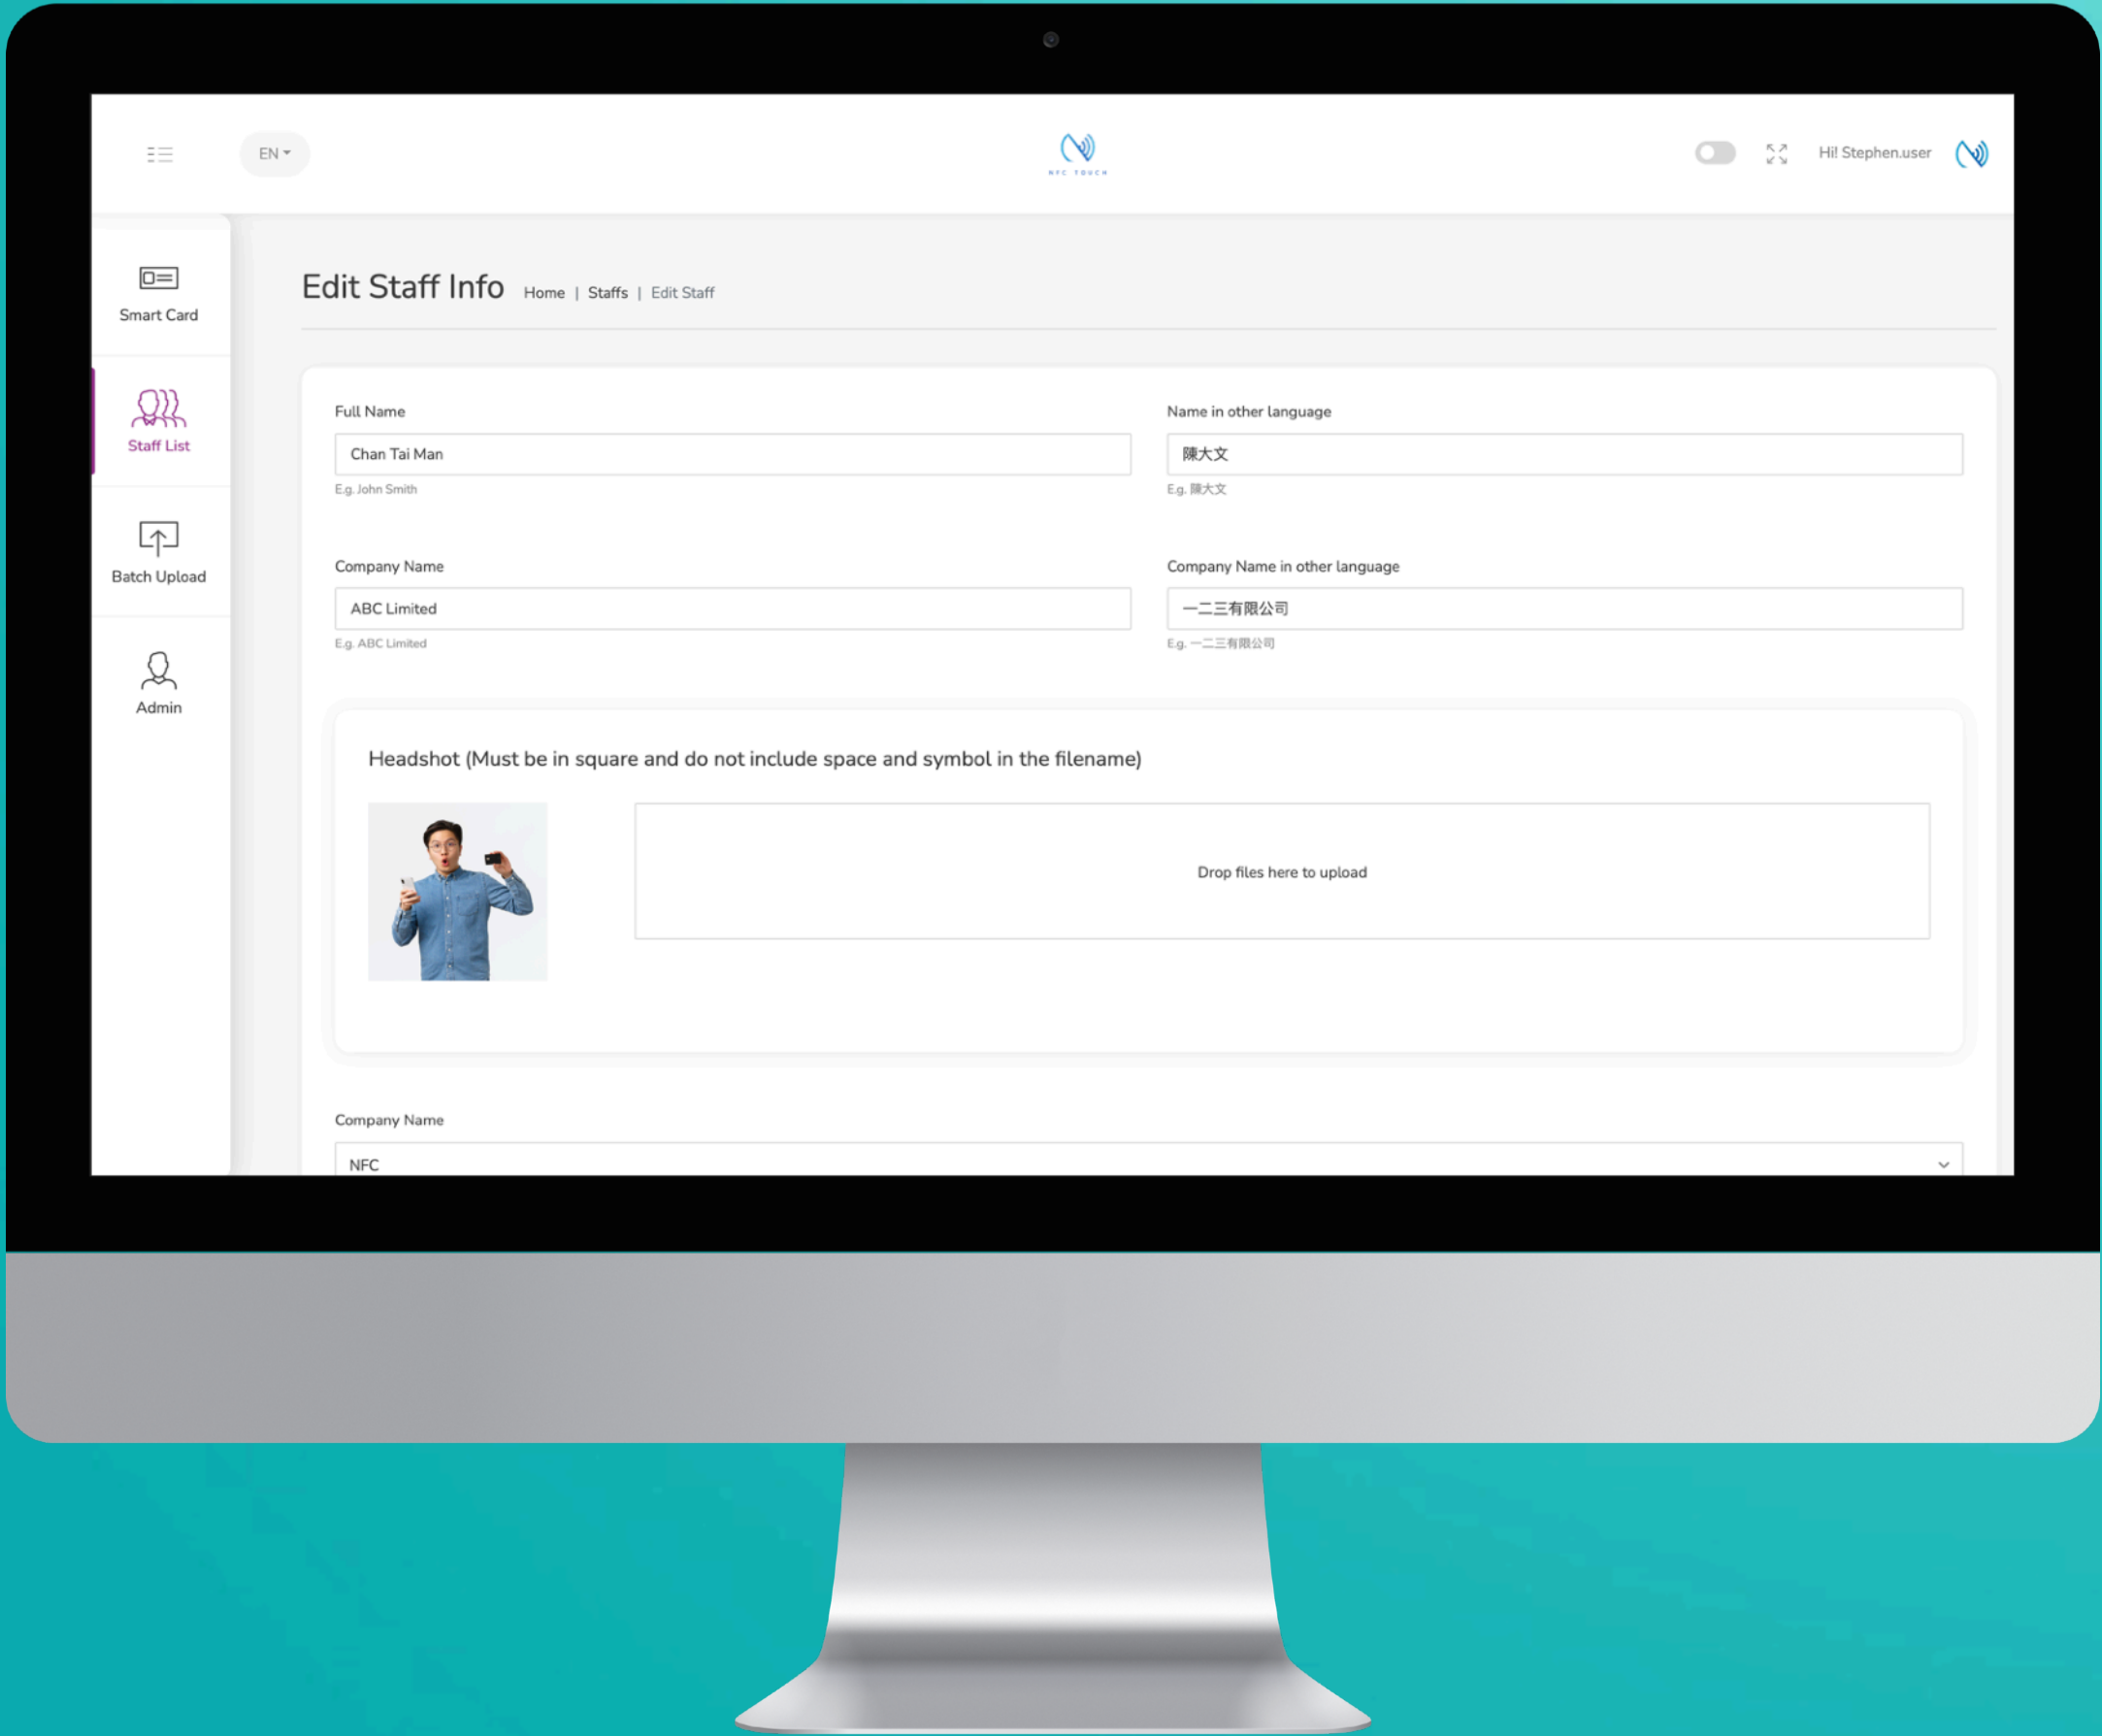 EN
NFC TOUCH
Hi! Stephen.user
Smart Card
Staff List
Batch Upload
Admin
Edit Staff Info Home | Staffs | Edit Staff
Full Name
Name in other language
Chan Tai Man
陳大文
E.g. John Smith
E.g. 陳大文
Company Name
Company Name in other language
ABC Limited
一二三有限公司
E.g. ABC Limited
E.g. 一二三有限公司
Headshot (Must be in square and do not include space and symbol in the filename)
Drop files here to upload
Company Name
NFC